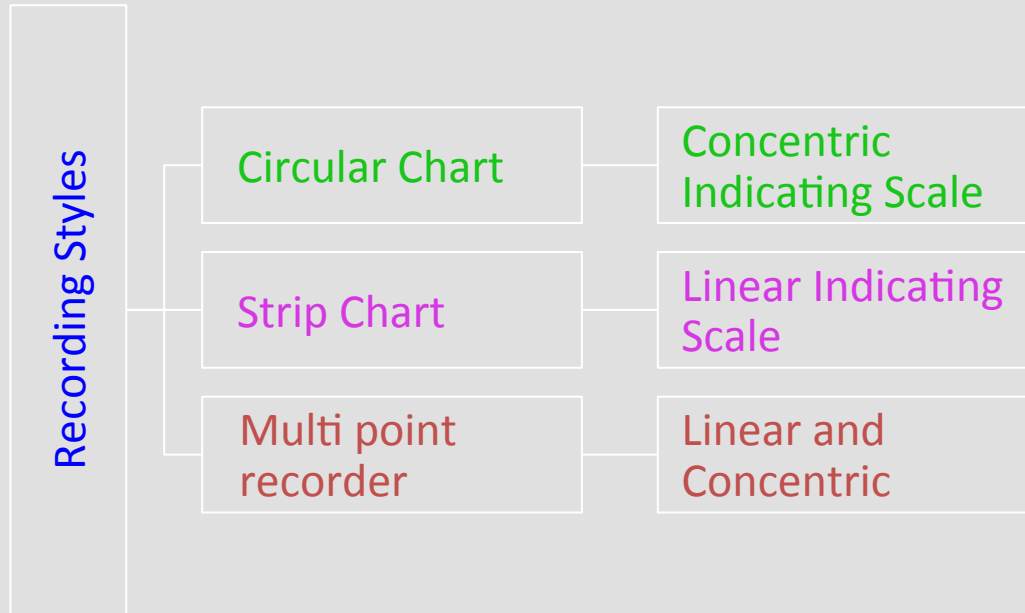 Recording Styles
Circular Chart
Concentric
Indicating Scale
Strip Chart
Linear Indicating
Scale
Multi point
recorder
Linear and
Concentric